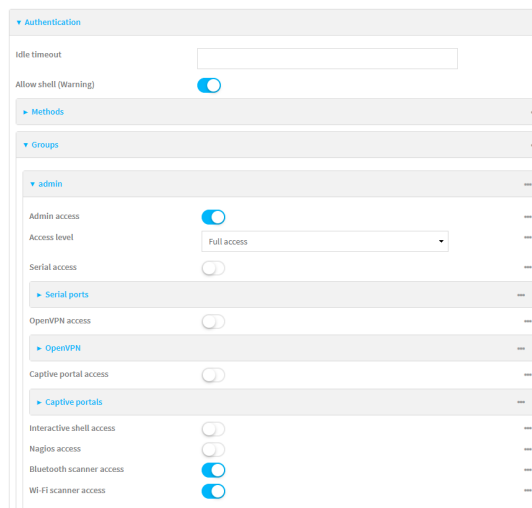 Authentication
Idle timeout
Allow shell (Warning)
Methods
Groups
admin
Admin access
Access level Full access
Serial access
Serial ports
OpenVPN access
OpenVPN
Captive portal access
Captive portals
Interactive shell access
Nagios access
Bluetooth scanner access
Wi-Fi scanner access